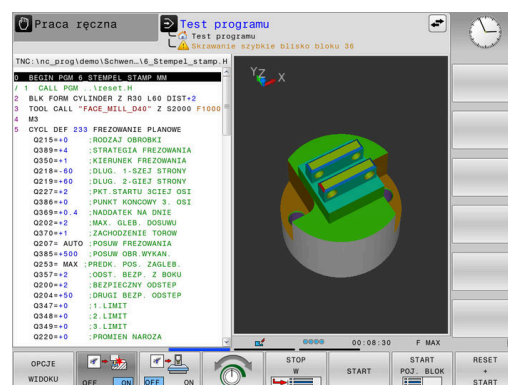 Praca ręczna
Test programu
Test programu
Skrawanie szybkie blisko bloku 36
TNC:\nc_prog\demo\Schwen…\6_Stempel_stamp.H
0 BEGIN PGM 6_STEMPEL_STAMP MM
/ 1 CALL PGM ..\reset.H
2 BLK FORM CYLINDER Z R30 L60 DIST+2
3 TOOL CALL "FACE_MILL_D40" Z S2000 F1000
4 M3
5 CYCL DEF 233 FREZOWANIE PLANOWE
Q215=+0 ;RODZAJ OBROBKI
Q389=+4 ;STRATEGIA FREZOWANIA
Q350=+1 ;KIERUNEK FREZOWANIA
Q218=-60 ;DLUG. 1-SZEJ STRONY
Q219=+60 ;DLUG. 2-GIEJ STRONY
Q227=+2 ;PKT.STARTU 3CIEJ OSI
Q386=+0 ;PUNKT KONCOWY 3. OSI
Q369=+0.4 ;NADDATEK NA DNIE
Q202=+2 ;MAX. GLEB. DOSUWU
Q370=+1 ;ZACHODZENIE TOROW
Q207= AUTO ;POSUW FREZOWANIA
Q385=+500 ;POSUW OBR.WYKAN.
Q253= MAX ;PREDK. POS. ZAGLEB.
Q357=+2 ;ODST. BEZP. Z BOKU
Q200=+2 ;BEZPIECZNY ODSTEP
Q204=+50 ;DRUGI BEZP. ODSTEP
Q347=+0 ;1.LIMIT
Q348=+0 ;2.LIMIT
Q349=+0 ;3.LIMIT
Q220=+0 ;PROMIEN NAROZA
Y Z X
00:08:30 F MAX
OPCJE WIDOKU
OFF ON
OFF ON
STOP W
START
START POJ. BLOK
RESET + START